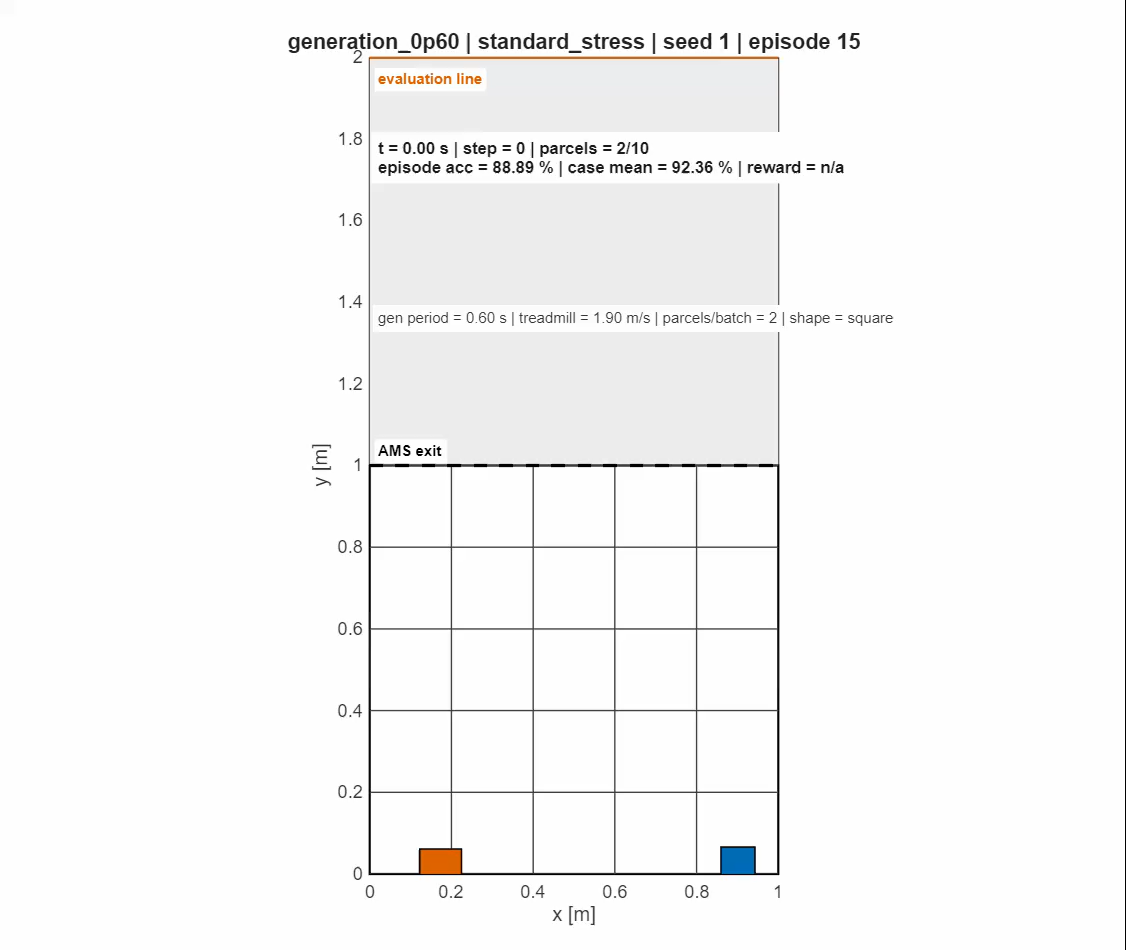 generation_0p60 | standard_stress | seed 1 | episode 15
2
evaluation line
1.8
t = 0.00 s | step = 0 | parcels = 2/10
episode acc = 88.89 % | case mean = 92.36 % | reward = n/a
1.6
1.4
gen period = 0.60 s | treadmill = 1.90 m/s | parcels/batch = 2 | shape = square
1.2
AMS exit
1
y [m]
0.8
0.6
0.4
0.2
0
0 0.2 0.4 0.6 0.8 1
x [m]